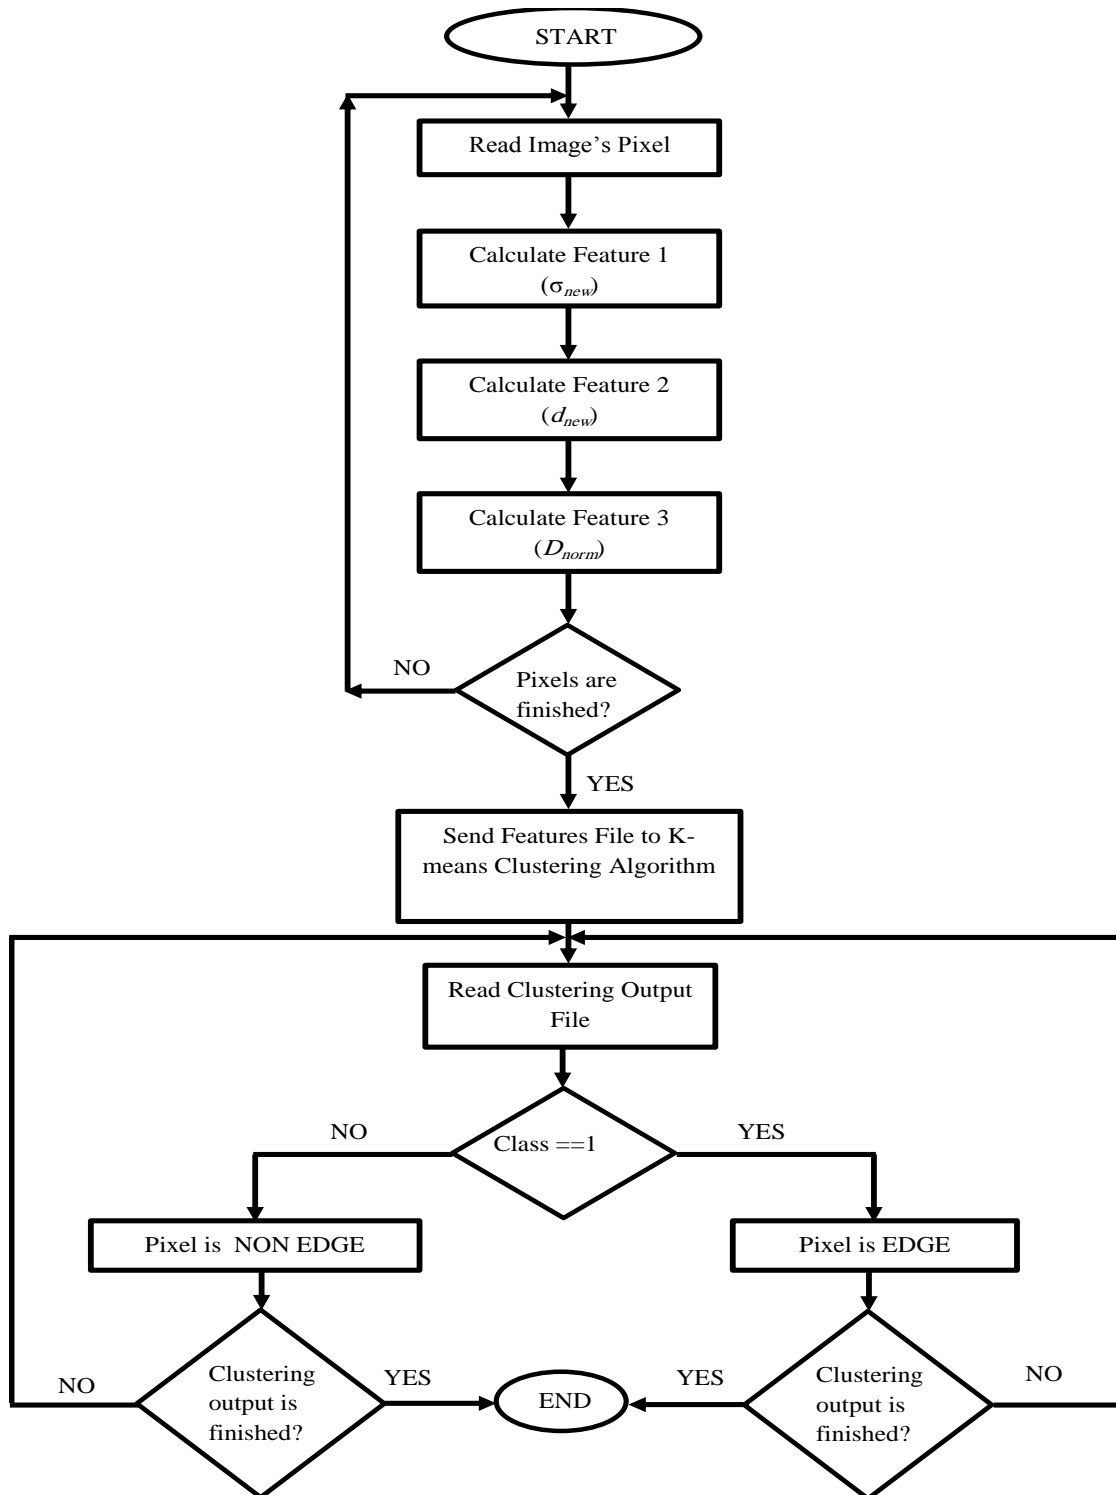 START
Read Image’s Pixel
Calculate Feature 1
(σnew)
Calculate Feature 2
(dnew)
Calculate Feature 3
(Dnorm)
NO
Pixels are
finished?
YES
Send Features File to K-
means Clustering Algorithm
Read Clustering Output
File
NO
Class ==1
YES
Pixel is NON EDGE
Pixel is EDGE
NO
Clustering
output is
finished?
YES
END
YES
Clustering
output is
finished?
NO